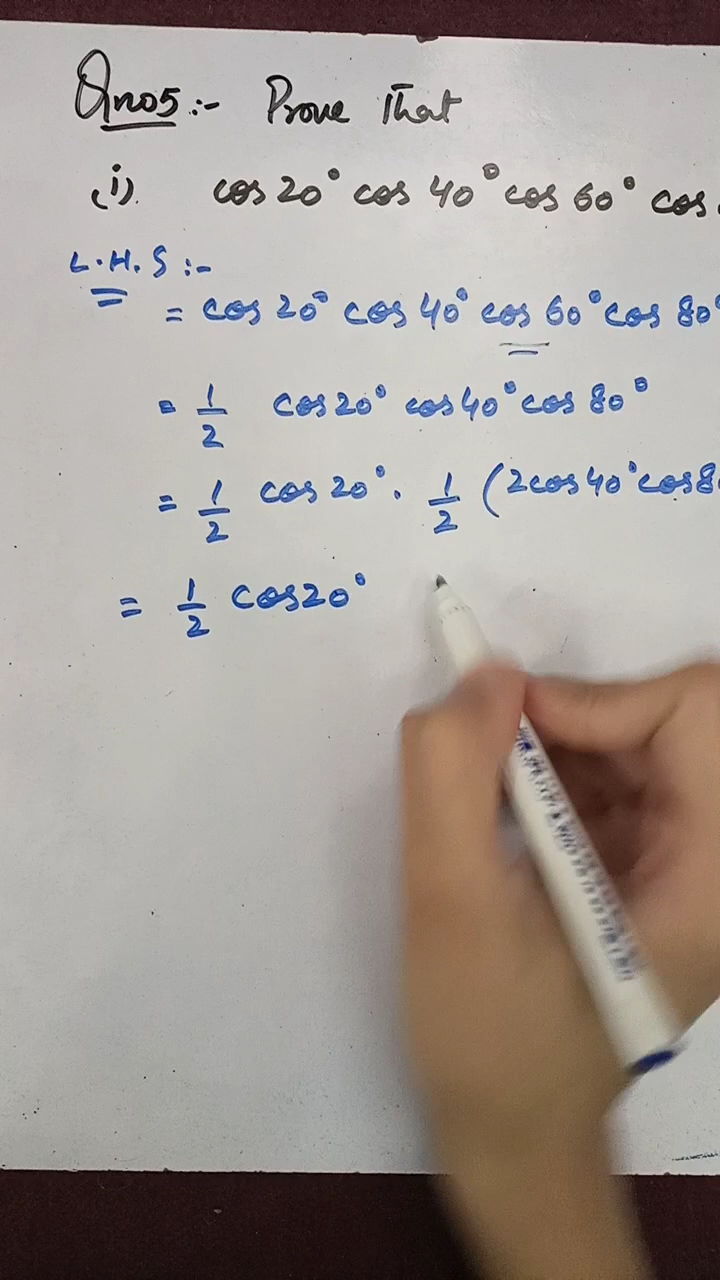 Qno5:- Prove That
(i). cos 20° cos 40° cos 60° cos
L.H.S :-
= cos 20° cos 40° cos 60° cos 80°
= 1/2 cos 20° cos 40° cos 80°
= 1/2 cos 20° . 1/2 (2cos 40° cos 8
= 1/2 cos 20°